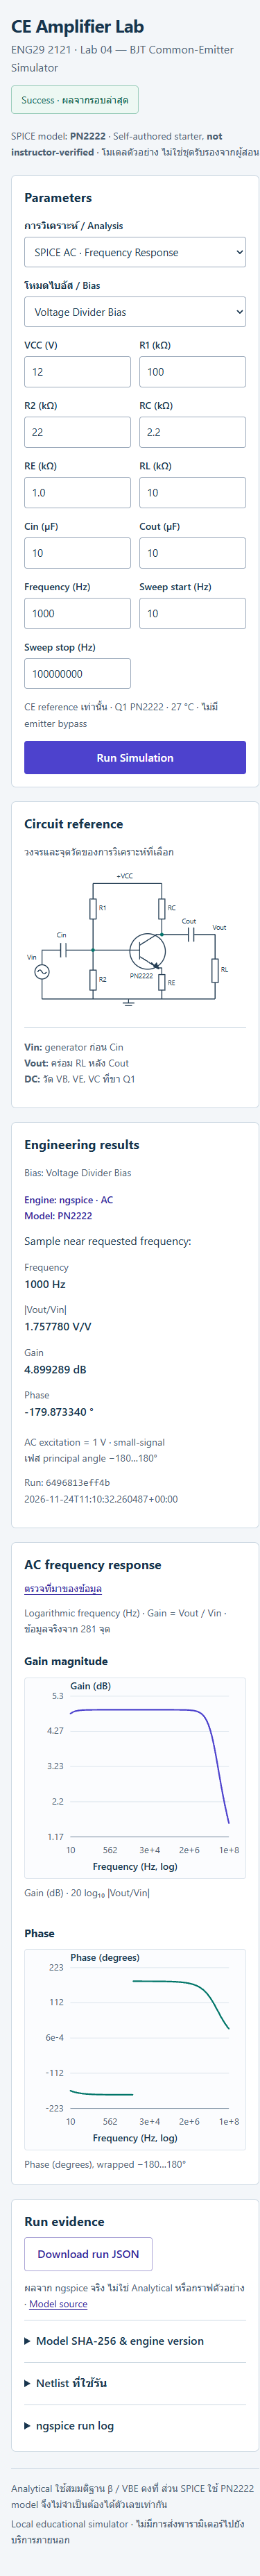 CE Amplifier Lab
ENG29 2121 · Lab 04 — BJT Common-Emitter
Simulator
Success · ผลจากรอบล่าสุด
SPICE model: PN2222 · Self-authored starter, not
instructor-verified · โมเดลตัวอย่าง ไม่ใช่ชุดรับรองจากผู้สอน
Parameters
การวิเคราะห์ / Analysis
SPICE AC · Frequency Response
โหมดไบอัส / Bias
Voltage Divider Bias
VCC (V)
R1 (kΩ)
12
100
R2 (kΩ)
RC (kΩ)
22
2.2
RE (kΩ)
RL (kΩ)
1.0
10
Cin (µF)
Cout (µF)
10
10
Frequency (Hz)
Sweep start (Hz)
1000
10
Sweep stop (Hz)
100000000
CE reference เท่านั้น · Q1 PN2222 · 27 °C · ไม่มี
emitter bypass
Run Simulation
Circuit reference
วงจรและจุดวัดของการวิเคราะห์ที่เลือก
+VCC
R1
RC
Cout
Vout
Cin
Vin
RL
PN2222
R2
RE
Vin: generator ก่อน Cin
Vout: คร่อม RL หลัง Cout
DC: วัด VB, VE, VC ที่ขา Q1
Engineering results
Bias: Voltage Divider Bias
Engine: ngspice · AC
Model: PN2222
Sample near requested frequency:
Frequency
1000 Hz
|Vout/Vin|
1.757780 V/V
Gain
4.899289 dB
Phase
-179.873340 °
AC excitation = 1 V · small-signal
เฟส principal angle −180…180°
Run: 6496813eff4b
2026-11-24T11:10:32.260487+00:00
AC frequency response
ตรวจที่มาของข้อมูล
Logarithmic frequency (Hz) · Gain = Vout / Vin ·
ข้อมูลจริงจาก 281 จุด
Gain magnitude
Gain (dB)
5.3
4.27
3.23
2.2
1.17
10 562 3e+4 2e+6 1e+8
Frequency (Hz, log)
Gain (dB) · 20 log₁₀ |Vout/Vin|
Phase
Phase (degrees)
223
112
6e-4
-112
-223
10 562 3e+4 2e+6 1e+8
Frequency (Hz, log)
Phase (degrees), wrapped −180…180°
Run evidence
Download run JSON
ผลจาก ngspice จริง ไม่ใช่ Analytical หรือกราฟตัวอย่าง
· Model source
▶ Model SHA-256 & engine version
▶ Netlist ที่ใช้รัน
▶ ngspice run log
Analytical ใช้สมมติฐาน β / VBE คงที่ ส่วน SPICE ใช้ PN2222
model จึงไม่จำเป็นต้องได้ตัวเลขเท่ากัน
Local educational simulator · ไม่มีการส่งพารามิเตอร์ไปยัง
บริการภายนอก